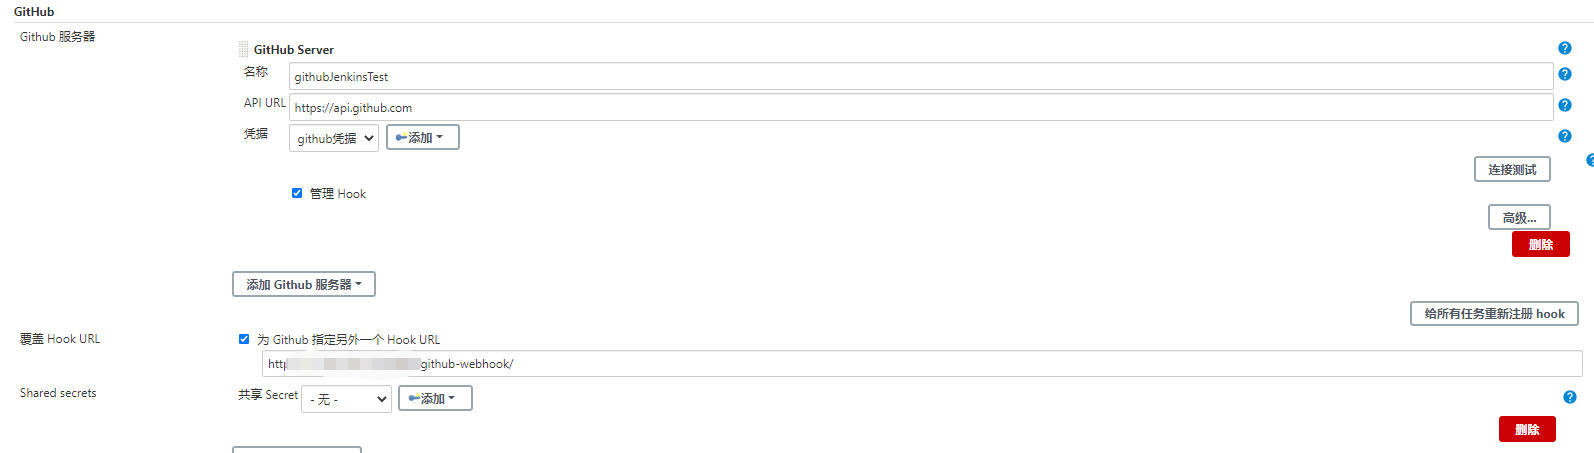 GitHub
Github 服务器
GitHub Server
名称
githubJenkinsTest
API URL
https://api.github.com
凭据
github凭据
添加
连接测试
管理 Hook
高级...
删除
添加 Github 服务器
给所有任务重新注册 hook
覆盖 Hook URL
为 Github 指定另外一个 Hook URL
http github-webhook/
Shared secrets
共享 Secret
- 无 -
添加
删除